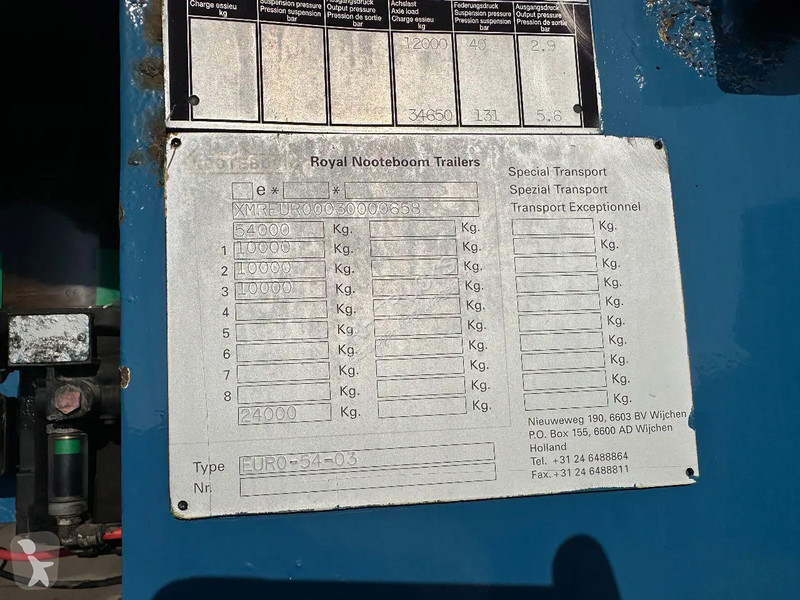 Charge essieu Suspension pressure Ausgangsdruck Achslast Federungsdruck Ausgangsdruck
kg Pression suspension Output pressure Axle load Suspension pressure Output pressure
bar Pression de sortie Charge essieu Pression suspension Pression de sortie
bar kg bar bar
12000 40 2.9
34650 131 5.6
NOOTEBOOM
Royal Nooteboom Trailers
Special Transport
e* *
Spezial Transport
XMREUR00030000658
Transport Exceptionnel
54000 Kg. Kg. Kg.
1 10000 Kg. Kg. Kg.
2 10000 Kg. Kg. Kg.
3 10000 Kg. Kg. Kg.
4 Kg. Kg. Kg.
5 Kg. Kg. Kg.
6 Kg. Kg. Kg.
7 Kg. Kg. Kg.
8 Kg. Kg. Kg.
24000 Kg. Kg. Kg.
Nieuweweg 190, 6603 BV Wijchen
P.O. Box 155, 6600 AD Wijchen
Holland
Tel. +31 24 6488864
Fax. +31 24 6488811
Type EURO-54-03
Nr.